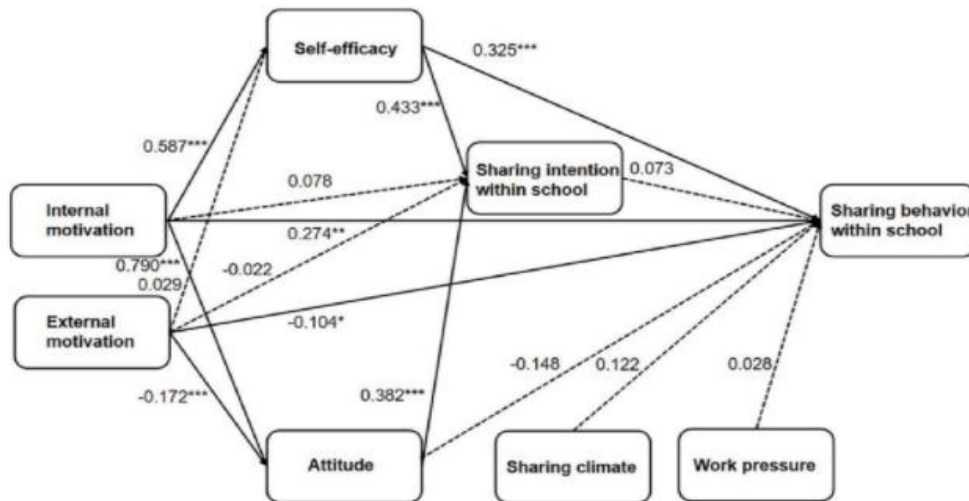 Self-efficacy
0.325***
0.433***
0.587***
Sharing intention
within school
0.073
0.078
Internal
motivation
Sharing behavior
within school
0.274**
-0.022
0.790***
0.029
External
motivation
-0.104*
-0.148
0.122
0.028
-0.172***
0.382***
Attitude
Sharing climate
Work pressure